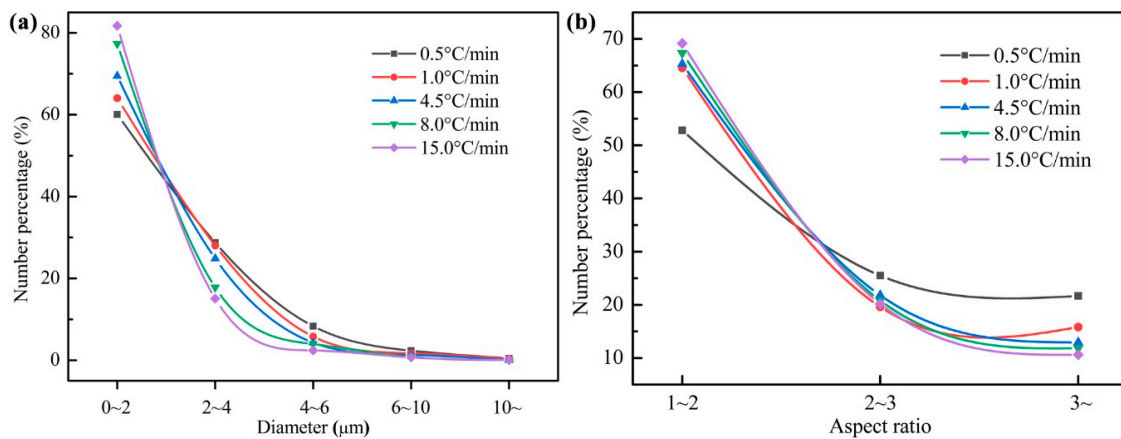 (a)
80
60
40
20
0
Number percentage (%)
0.5°C/min
1.0°C/min
4.5°C/min
8.0°C/min
15.0°C/min
0~2 2~4 4~6 6~10 10~
Diameter (μm)
(b)
70
60
50
40
30
20
10
Number percentage (%)
0.5°C/min
1.0°C/min
4.5°C/min
8.0°C/min
15.0°C/min
1~2 2~3 3~
Aspect ratio